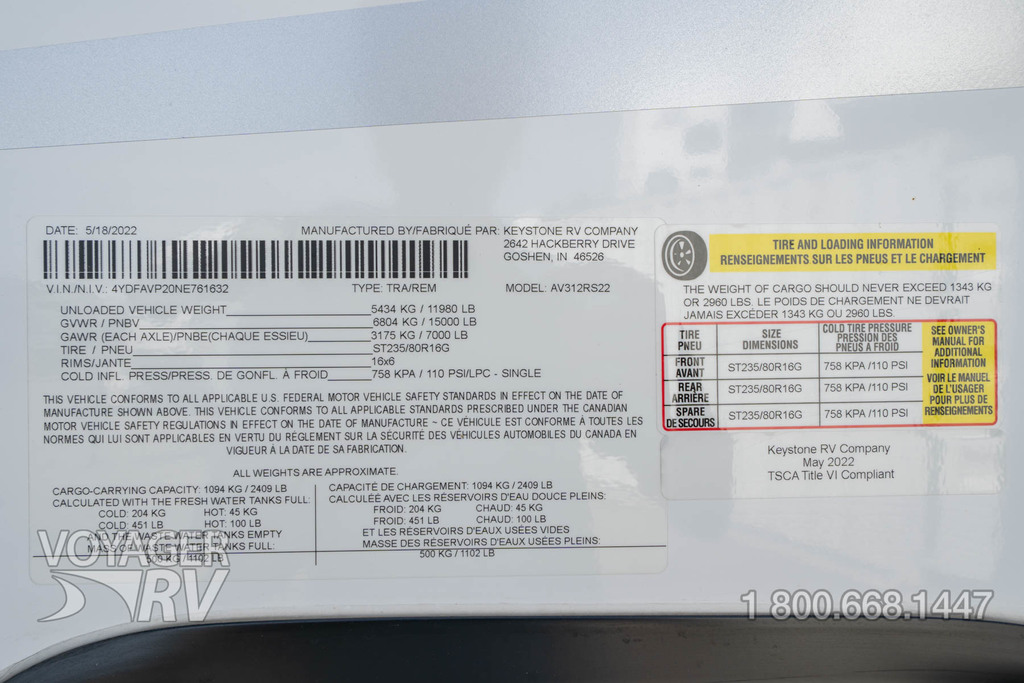 DATE: 5/18/2022
MANUFACTURED BY/FABRIQUÉ PAR: KEYSTONE RV COMPANY
2642 HACKBERRY DRIVE
GOSHEN, IN 46526
V.I.N./N.I.V.: 4YDFAVP20NE761632 TYPE: TRA/REM MODEL: AV312RS22
UNLOADED VEHICLE WEIGHT 5434 KG / 11980 LB
GVWR / PNBV 6804 KG / 15000 LB
GAWR (EACH AXLE)/PNBE(CHAQUE ESSIEU) 3175 KG / 7000 LB
TIRE / PNEU ST235/80R16G
RIMS/JANTE 16x6
COLD INFL. PRESS/PRESS. DE GONFL. À FROID 758 KPA / 110 PSI/LPC - SINGLE
THIS VEHICLE CONFORMS TO ALL APPLICABLE U.S. FEDERAL MOTOR VEHICLE SAFETY STANDARDS IN EFFECT ON THE DATE OF
MANUFACTURE SHOWN ABOVE. THIS VEHICLE CONFORMS TO ALL APPLICABLE STANDARDS PRESCRIBED UNDER THE CANADIAN
MOTOR VEHICLE SAFETY REGULATIONS IN EFFECT ON THE DATE OF MANUFACTURE ~ CE VÉHICULE EST CONFORME À TOUTES LES
NORMES QUI LUI SONT APPLICABLES EN VERTU DU RÈGLEMENT SUR LA SÉCURITÉ DES VÉHICULES AUTOMOBILES DU CANADA EN
VIGUEUR À LA DATE DE SA FABRICATION.
ALL WEIGHTS ARE APPROXIMATE.
CARGO-CARRYING CAPACITY: 1094 KG / 2409 LB
CALCULATED WITH THE FRESH WATER TANKS FULL:
COLD: 204 KG HOT: 45 KG
COLD: 451 LB HOT: 100 LB
AND THE WASTE WATER TANKS EMPTY
MASS OF WASTE WATER TANKS FULL:
500 KG / 1102 LB
CAPACITÉ DE CHARGEMENT: 1094 KG / 2409 LB
CALCULÉE AVEC LES RÉSERVOIRS D'EAU DOUCE PLEINS:
FROID: 204 KG CHAUD: 45 KG
FROID: 451 LB CHAUD: 100 LB
ET LES RÉSERVOIRS D'EAUX USÉES VIDES
MASSE DES RÉSERVOIRS D'EAUX USÉES PLEINS:
500 KG / 1102 LB
TIRE AND LOADING INFORMATION
RENSEIGNEMENTS SUR LES PNEUS ET LE CHARGEMENT
THE WEIGHT OF CARGO SHOULD NEVER EXCEED 1343 KG
OR 2960 LBS. LE POIDS DE CHARGEMENT NE DEVRAIT
JAMAIS EXCÉDER 1343 KG OU 2960 LBS.
TIRE
PNEU
SIZE
DIMENSIONS
COLD TIRE PRESSURE
PRESSION DES
PNEUS A FROID
FRONT
AVANT
ST235/80R16G 758 KPA /110 PSI
REAR
ARRIÈRE
ST235/80R16G 758 KPA /110 PSI
SPARE
DE SECOURS
ST235/80R16G 758 KPA /110 PSI
SEE OWNER'S
MANUAL FOR
ADDITIONAL
INFORMATION
VOIR LE MANUEL
DE L'USAGER
POUR PLUS DE
RENSEIGNEMENTS
Keystone RV Company
May 2022
TSCA Title VI Compliant
VOYAGER
RV
1 800.668.1447